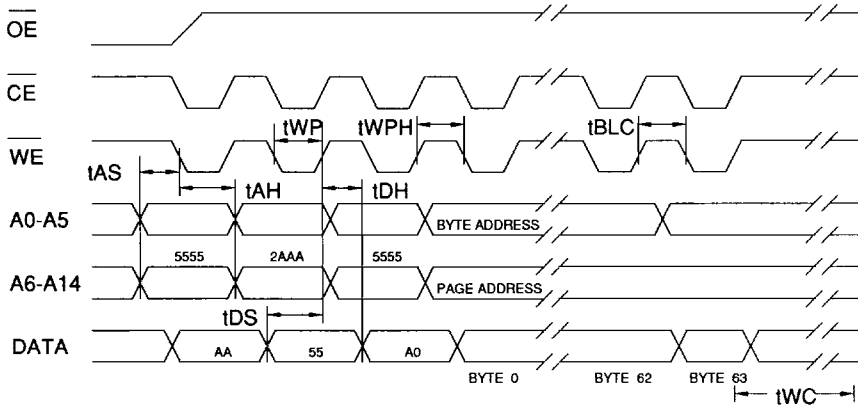 OE
CE
tWP tWPH tBLC
WE
tAS
tAH tDH
A0-A5 BYTE ADDRESS
5555 2AAA 5555
A6-A14 PAGE ADDRESS
tDS
DATA AA 55 A0
BYTE 0 BYTE 62 BYTE 63
tWC